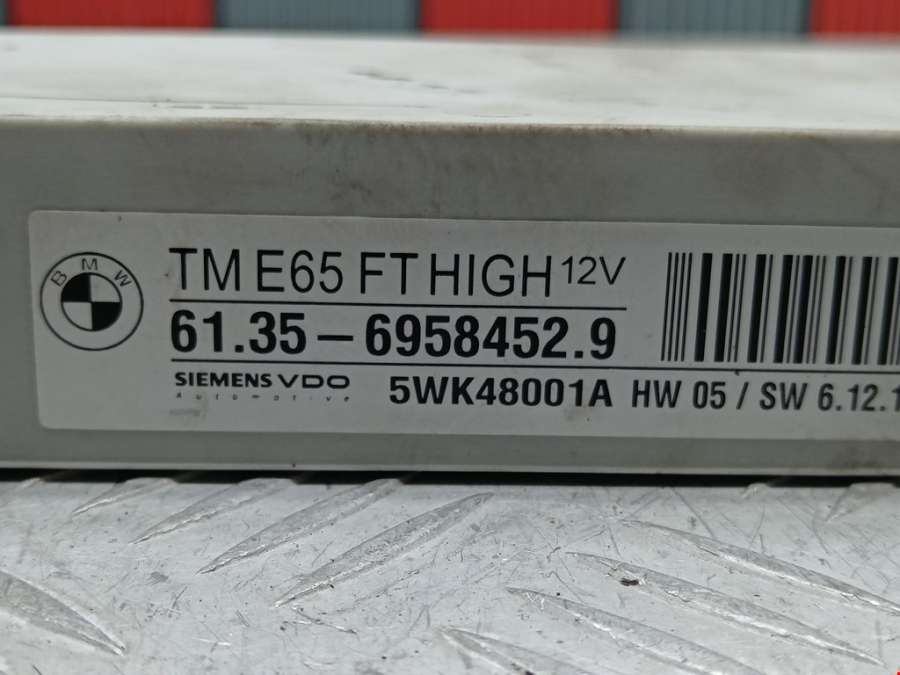 BMW
TM E65 FT HIGH 12V
61.35 – 6958452.9
SIEMENS VDO
Automotive
5WK48001A HW 05 / SW 6.12.1